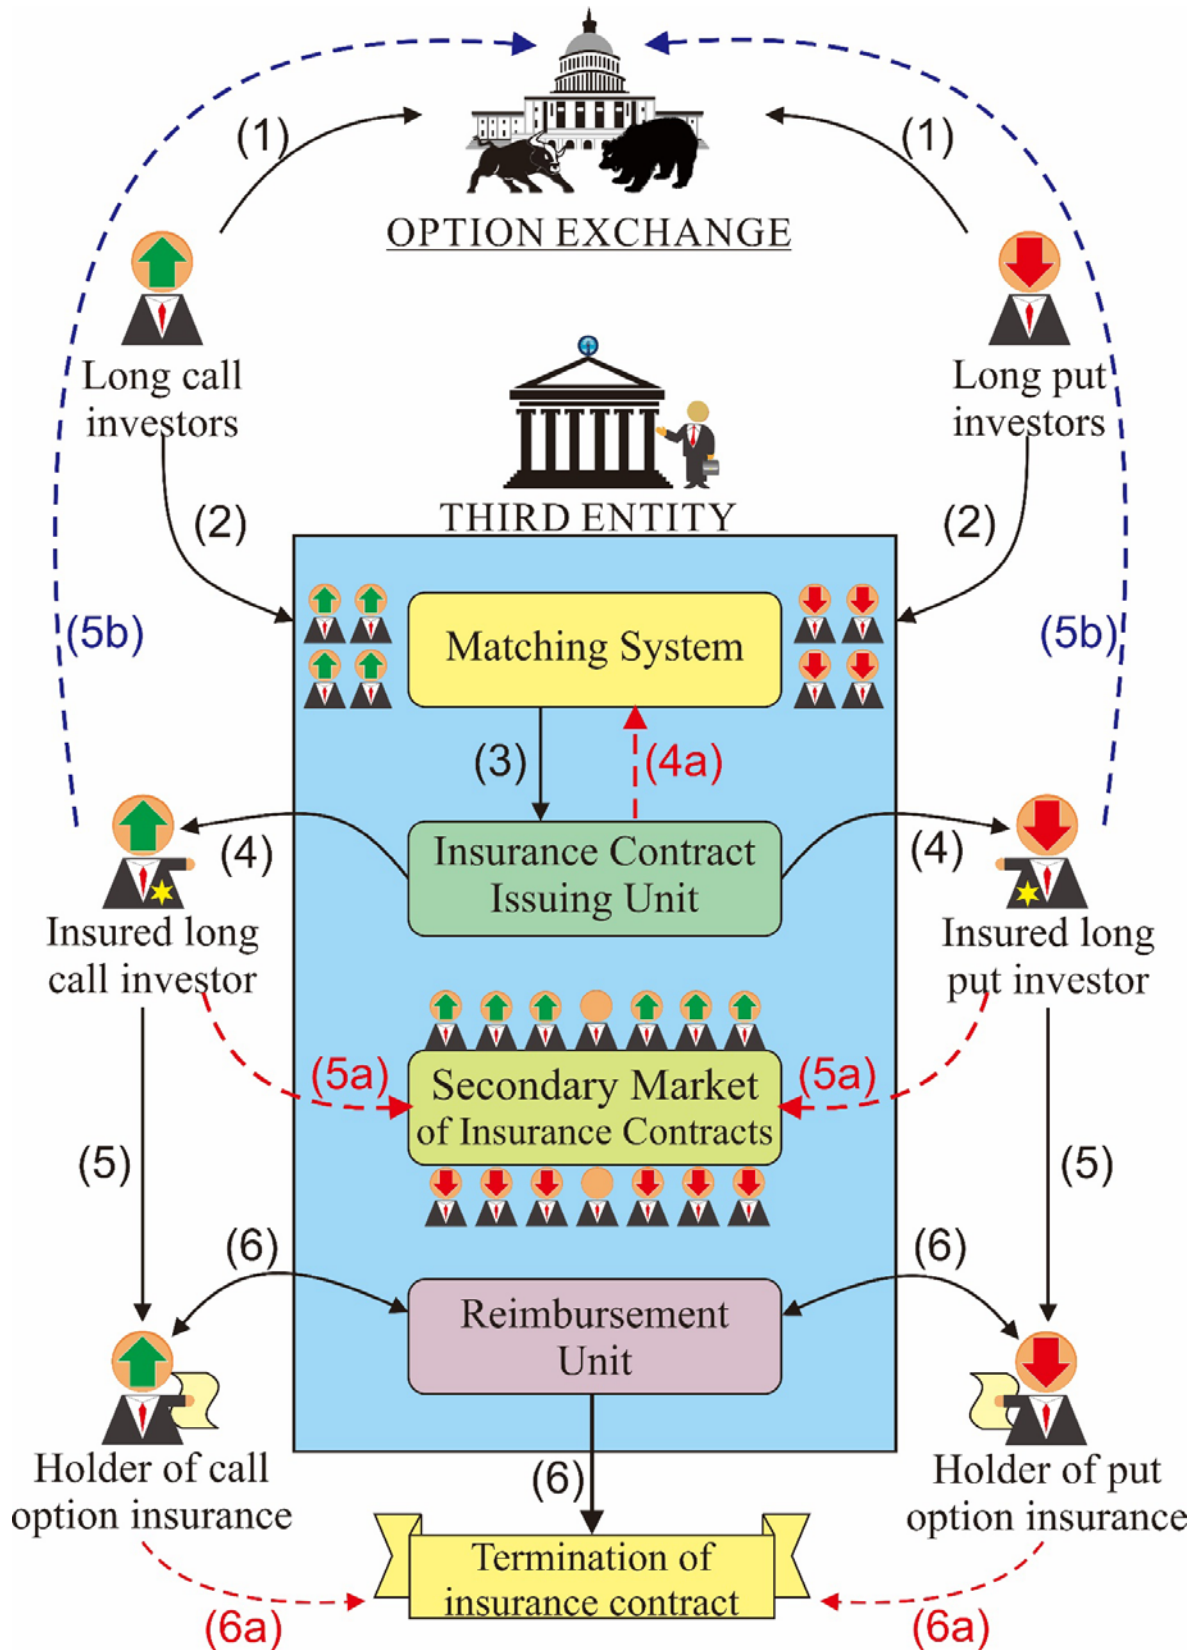 (1)
(1)
OPTION EXCHANGE
Long call
investors
Long put
investors
(2)
THIRD ENTITY
(2)
(5b)
Matching System
(5b)
(3)
(4a)
(4)
Insurance Contract
Issuing Unit
(4)
Insured long
call investor
Insured long
put investor
(5a)
Secondary Market
of Insurance Contracts
(5a)
(5)
(5)
(6)
(6)
Reimbursement
Unit
Holder of call
option insurance
(6)
Holder of put
option insurance
Termination of
insurance contract
(6a)
(6a)